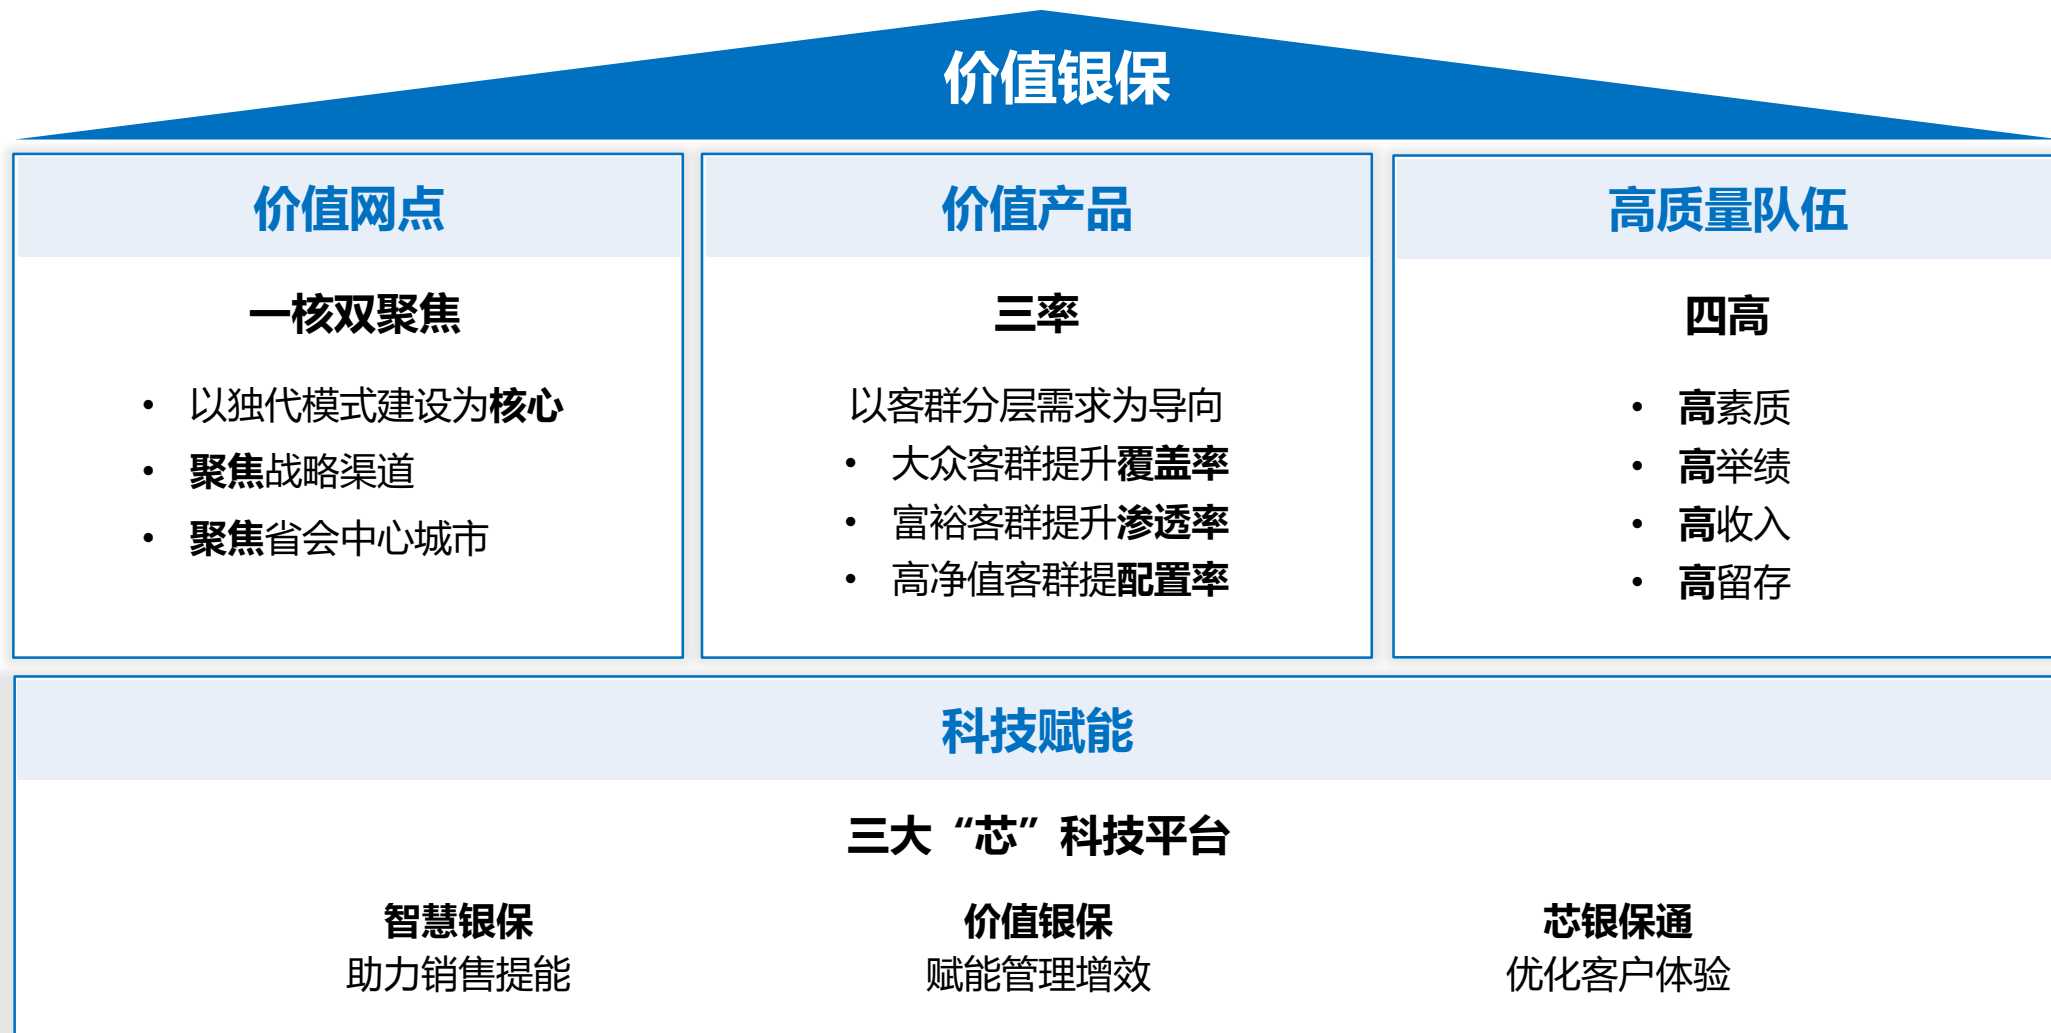 价值银保
价值网点
一核双聚焦
• 以独代模式建设为核心
• 聚焦战略渠道
• 聚焦省会中心城市
价值产品
三率
以客群分层需求为导向
• 大众客群提升覆盖率
• 富裕客群提升渗透率
• 高净值客群提配置率
高质量队伍
四高
• 高素质
• 高举绩
• 高收入
• 高留存
科技赋能
三大“芯”科技平台
智慧银保
助力销售提能
价值银保
赋能管理增效
芯银保通
优化客户体验